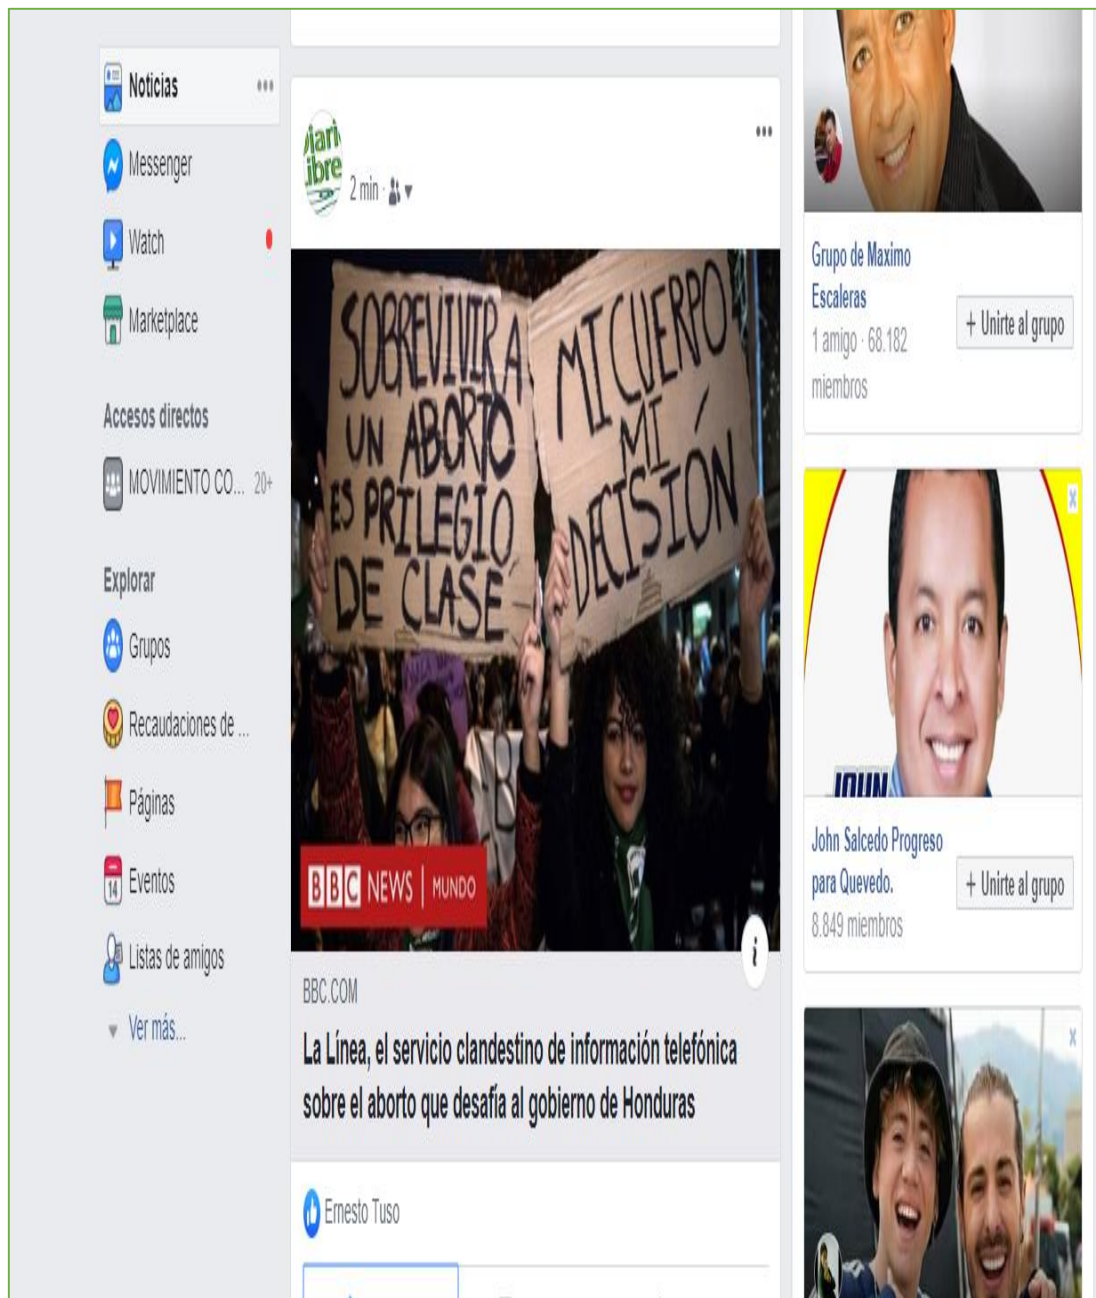 Noticias
Messenger
Watch
Marketplace
Accesos directos
MOVIMIENTO CO... 20+
Explorar
Grupos
Recaudaciones de ...
Páginas
14
Eventos
Listas de amigos
Ver más...
iari
ibre
2 min ·
SOBREVIVIR A
UN ABORTO
ES PRILEGIO
DE CLASE
MI CUERPO
MI
DECISIÓN
BBC NEWS | MUNDO
i
BBC.COM
La Línea, el servicio clandestino de información telefónica
sobre el aborto que desafía al gobierno de Honduras
Ernesto Tuso
Grupo de Maximo
Escaleras
1 amigo · 68.182
miembros
+ Unirte al grupo
JOHN
John Salcedo Progreso
para Quevedo.
8.849 miembros
+ Unirte al grupo